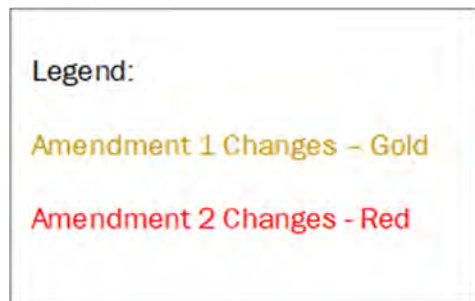 Legend:
Amendment 1 Changes – Gold
Amendment 2 Changes - Red